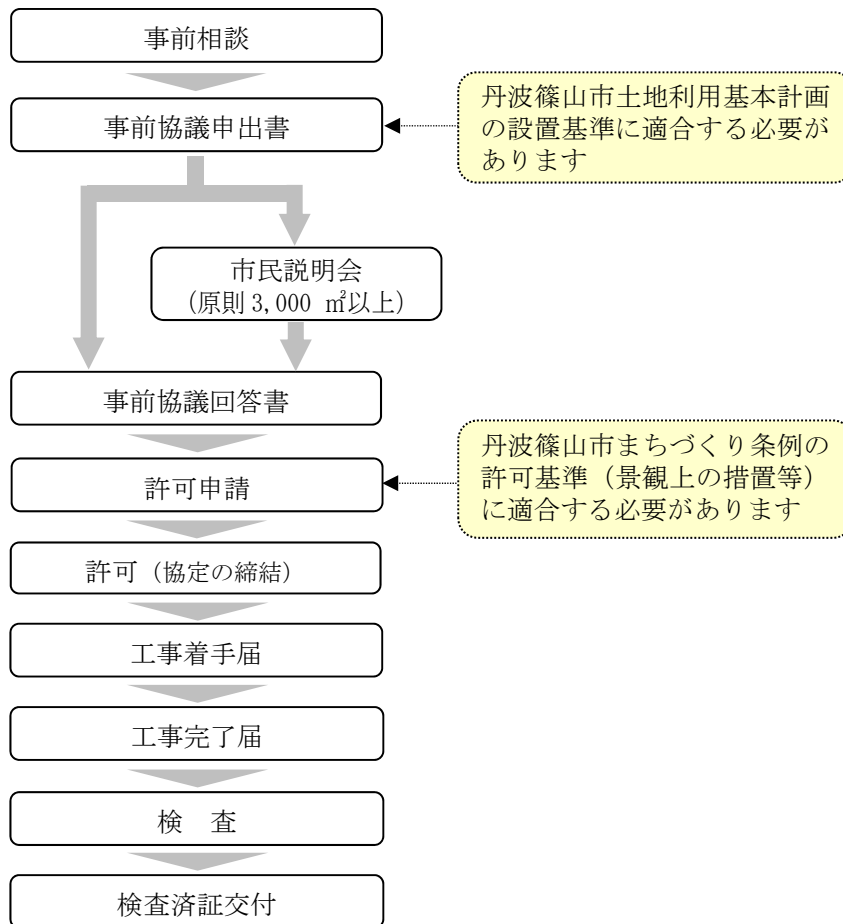 事前相談
事前協議申出書
丹波篠山市土地利用基本計画
の設置基準に適合する必要が
あります
市民説明会
（原則3,000 ㎡以上）
事前協議回答書
丹波篠山市まちづくり条例の
許可基準（景観上の措置等）
に適合する必要があります
許可申請
許可（協定の締結）
工事着手届
工事完了届
検　査
検査済証交付